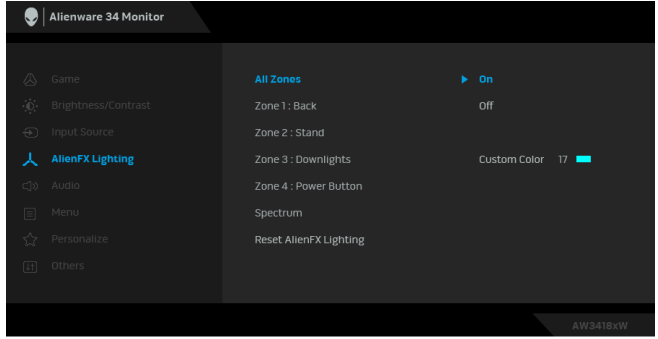 Alienware 34 Monitor
Game
All Zones
On
Brightness/Contrast
Zone 1 : Back
Off
Input Source
Zone 2 : Stand
AlienFX Lighting
Zone 3 : Downlights
Custom Color 17
Audio
Zone 4 : Power Button
Menu
Spectrum
Personalize
Reset AlienFX Lighting
Others
AW3418xW